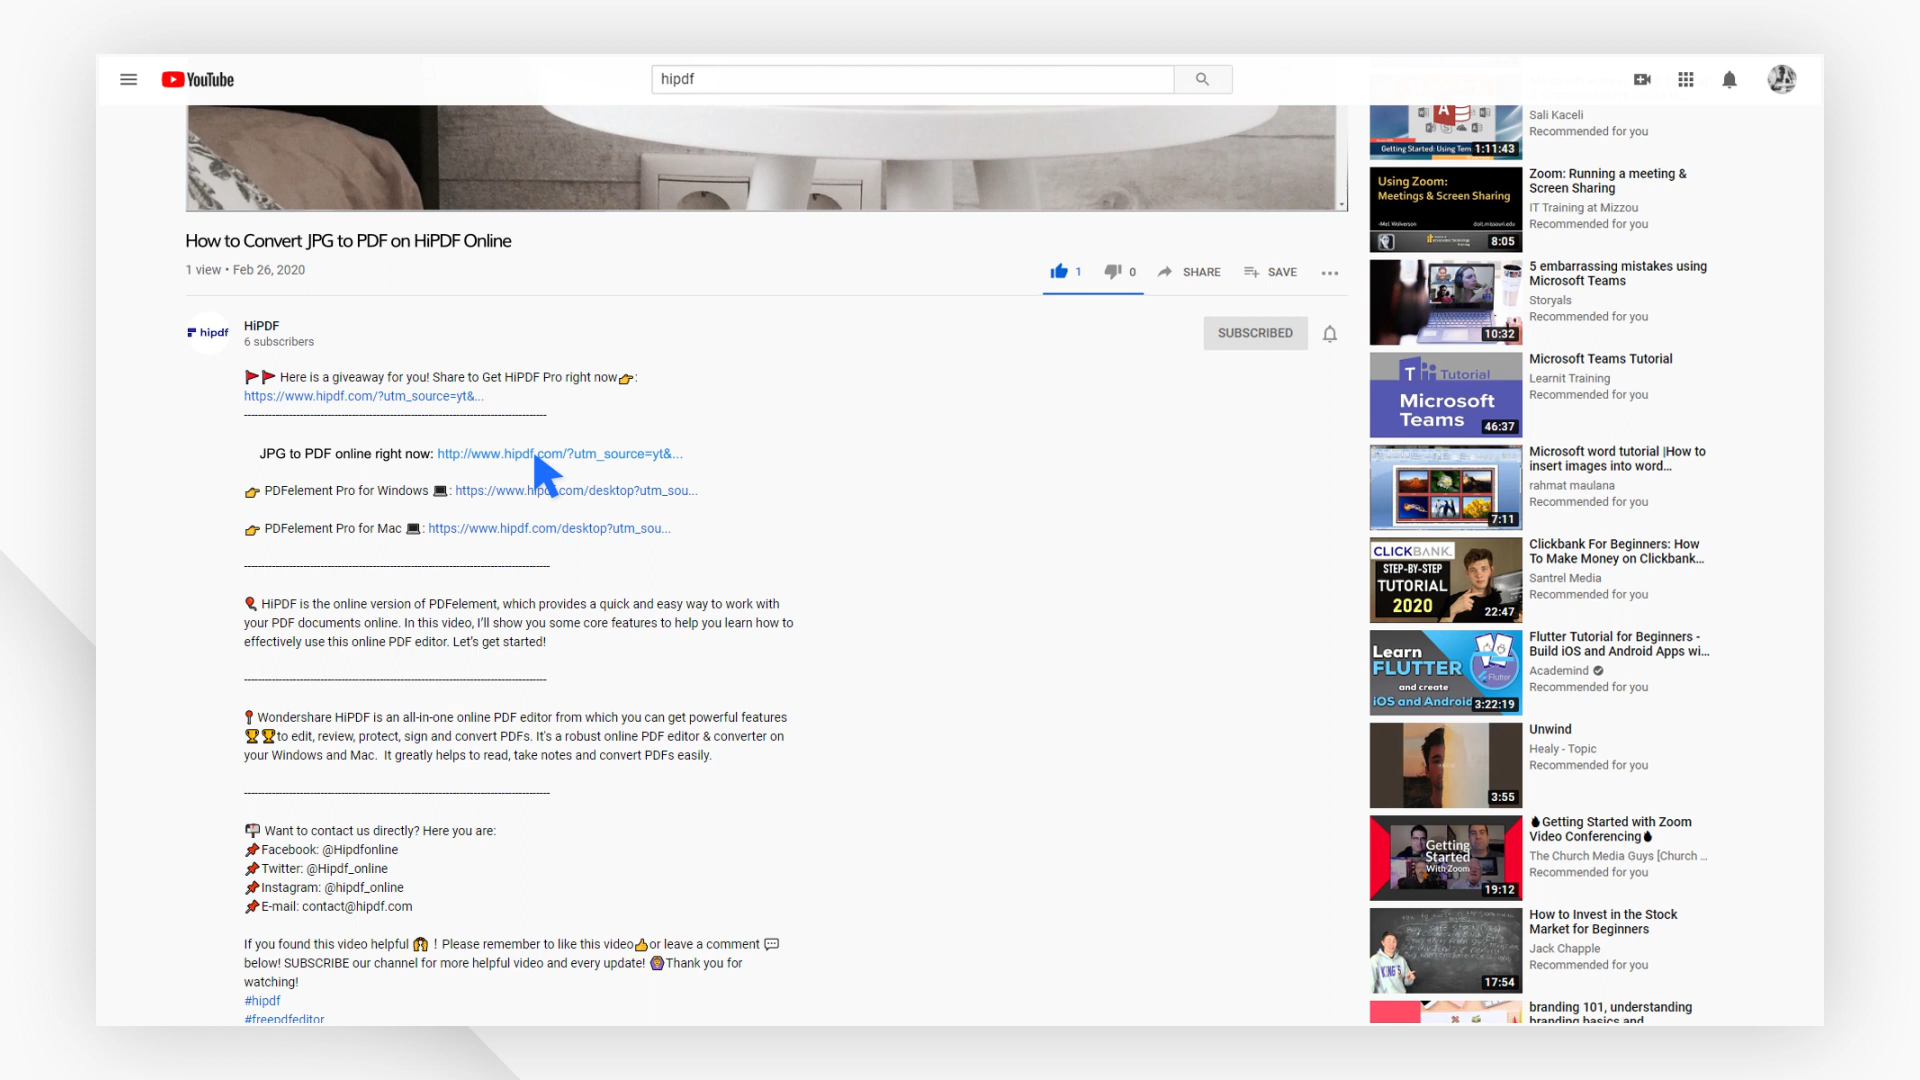 YouTube
hipdf
How to Convert JPG to PDF on HiPDF Online
1 view • Feb 26, 2020
1
0
SHARE
SAVE
hipdf
HiPDF
6 subscribers
SUBSCRIBED
🚩🚩 Here is a giveaway for you! Share to Get HiPDF Pro right now👉:
https://www.hipdf.com/?utm_source=yt&...
JPG to PDF online right now: http://www.hipdf.com/?utm_source=yt&...
👉 PDFelement Pro for Windows 💻: https://www.hipdf.com/desktop?utm_sou...
👉 PDFelement Pro for Mac 💻: https://www.hipdf.com/desktop?utm_sou...
🎈 HiPDF is the online version of PDFelement, which provides a quick and easy way to work with
your PDF documents online. In this video, I’ll show you some core features to help you learn how to
effectively use this online PDF editor. Let’s get started!
📍 Wondershare HiPDF is an all-in-one online PDF editor from which you can get powerful features
🏆🏆to edit, review, protect, sign and convert PDFs. It's a robust online PDF editor & converter on
your Windows and Mac. It greatly helps to read, take notes and convert PDFs easily.
📬 Want to contact us directly? Here you are:
📌Facebook: @Hipdfonline
📌Twitter: @Hipdf_online
📌Instagram: @hipdf_online
📌E-mail: contact@hipdf.com
If you found this video helpful 🙆 ! Please remember to like this video👍or leave a comment 💬
below! SUBSCRIBE our channel for more helpful video and every update! 🙆Thank you for
watching!
#hipdf
#freepdfeditor
Getting Started: Using Tem
1:11:43
Sali Kaceli
Recommended for you
Using Zoom:
Meetings & Screen Sharing
8:05
Zoom: Running a meeting &
Screen Sharing
IT Training at Mizzou
Recommended for you
10:32
5 embarrassing mistakes using
Microsoft Teams
Storyals
Recommended for you
T
Tutorial
Microsoft
Teams
46:37
Microsoft Teams Tutorial
Learnit Training
Recommended for you
7:11
Microsoft word tutorial |How to
insert images into word...
rahmat maulana
Recommended for you
CLICKBANK
STEP-BY-STEP
TUTORIAL
2020
22:47
Clickbank For Beginners: How
To Make Money on Clickbank...
Santrel Media
Recommended for you
Learn
FLUTTER
and create
iOS and Android
Flutter
3:22:19
Flutter Tutorial for Beginners -
Build iOS and Android Apps wi...
Academind
Recommended for you
3:55
Unwind
Healy - Topic
Recommended for you
Getting
Started
With Zoom
19:12
💧Getting Started with Zoom
Video Conferencing💧
The Church Media Guys [Church ...
Recommended for you
KING'S
17:54
How to Invest in the Stock
Market for Beginners
Jack Chapple
Recommended for you
branding 101, understanding
branding basics and